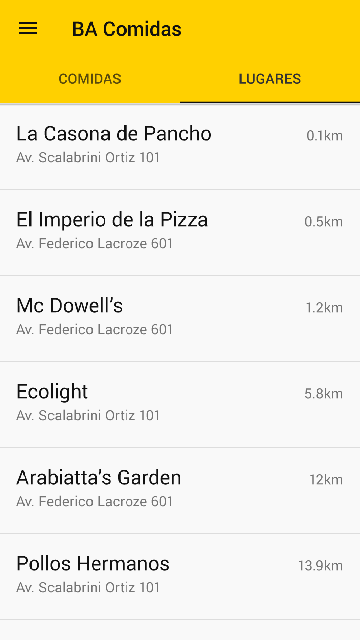 BA Comidas
COMIDAS LUGARES
La Casona de Pancho 0.1km
Av. Scalabrini Ortiz 101
El Imperio de la Pizza 0.5km
Av. Federico Lacroze 601
Mc Dowell's 1.2km
Av. Federico Lacroze 601
Ecolight 5.8km
Av. Scalabrini Ortiz 101
Arabiatta's Garden 12km
Av. Federico Lacroze 601
Pollos Hermanos 13.9km
Av. Scalabrini Ortiz 101